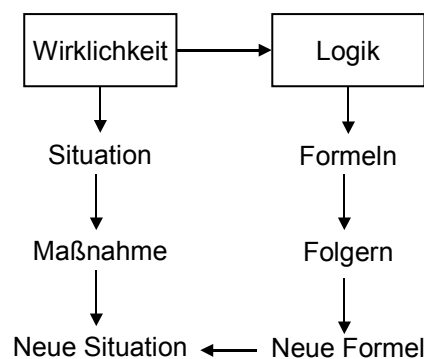 Wirklichkeit Logik
Situation Formeln
Maßnahme Folgern
Neue Situation Neue Formel